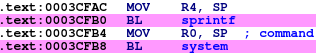 .text:0003CFAC MOV R4, SP
.text:0003CFB0 BL sprintf
.text:0003CFB4 MOV R0, SP ; command
.text:0003CFB8 BL system